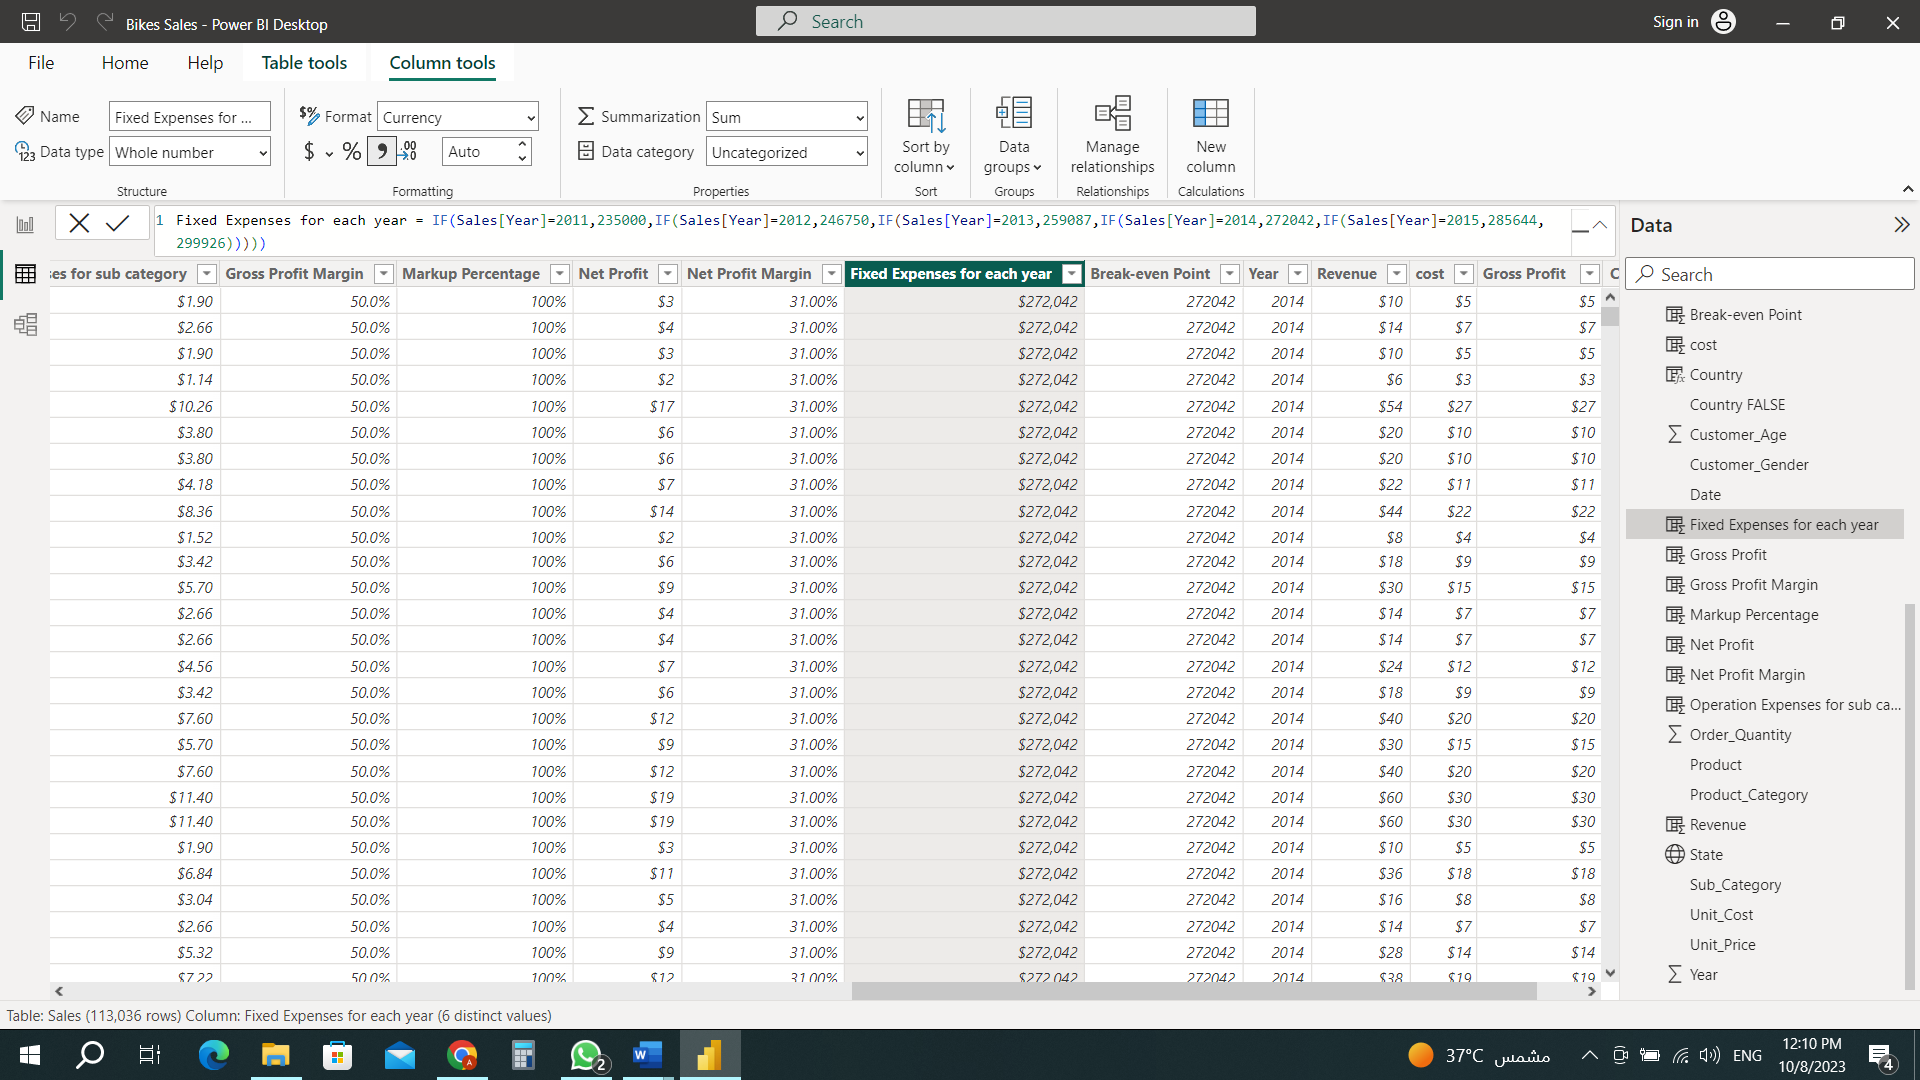 Bikes Sales - Power BI Desktop
Search
Sign in
File Home Help Table tools Column tools
Name Fixed Expenses for ... $% Format Currency Summarization Sum Sort by column Data groups Manage relationships New column
Data type Whole number $ % , .00 Auto Data category Uncategorized
Structure Formatting Properties Sort Groups Relationships Calculations
1 Fixed Expenses for each year = IF(Sales[Year]=2011,235000,IF(Sales[Year]=2012,246750,IF(Sales[Year]=2013,259087,IF(Sales[Year]=2014,272042,IF(Sales[Year]=2015,285644,
299926)))))
es for sub category Gross Profit Margin Markup Percentage Net Profit Net Profit Margin Fixed Expenses for each year Break-even Point Year Revenue cost Gross Profit C
$1.90 50.0% 100% $3 31.00% $272,042 272042 2014 $10 $5 $5
$2.66 50.0% 100% $4 31.00% $272,042 272042 2014 $14 $7 $7
$1.90 50.0% 100% $3 31.00% $272,042 272042 2014 $10 $5 $5
$1.14 50.0% 100% $2 31.00% $272,042 272042 2014 $6 $3 $3
$10.26 50.0% 100% $17 31.00% $272,042 272042 2014 $54 $27 $27
$3.80 50.0% 100% $6 31.00% $272,042 272042 2014 $20 $10 $10
$3.80 50.0% 100% $6 31.00% $272,042 272042 2014 $20 $10 $10
$4.18 50.0% 100% $7 31.00% $272,042 272042 2014 $22 $11 $11
$8.36 50.0% 100% $14 31.00% $272,042 272042 2014 $44 $22 $22
$1.52 50.0% 100% $2 31.00% $272,042 272042 2014 $8 $4 $4
$3.42 50.0% 100% $6 31.00% $272,042 272042 2014 $18 $9 $9
$5.70 50.0% 100% $9 31.00% $272,042 272042 2014 $30 $15 $15
$2.66 50.0% 100% $4 31.00% $272,042 272042 2014 $14 $7 $7
$2.66 50.0% 100% $4 31.00% $272,042 272042 2014 $14 $7 $7
$4.56 50.0% 100% $7 31.00% $272,042 272042 2014 $24 $12 $12
$3.42 50.0% 100% $6 31.00% $272,042 272042 2014 $18 $9 $9
$7.60 50.0% 100% $12 31.00% $272,042 272042 2014 $40 $20 $20
$5.70 50.0% 100% $9 31.00% $272,042 272042 2014 $30 $15 $15
$7.60 50.0% 100% $12 31.00% $272,042 272042 2014 $40 $20 $20
$11.40 50.0% 100% $19 31.00% $272,042 272042 2014 $60 $30 $30
$11.40 50.0% 100% $19 31.00% $272,042 272042 2014 $60 $30 $30
$1.90 50.0% 100% $3 31.00% $272,042 272042 2014 $10 $5 $5
$6.84 50.0% 100% $11 31.00% $272,042 272042 2014 $36 $18 $18
$3.04 50.0% 100% $5 31.00% $272,042 272042 2014 $16 $8 $8
$2.66 50.0% 100% $4 31.00% $272,042 272042 2014 $14 $7 $7
$5.32 50.0% 100% $9 31.00% $272,042 272042 2014 $28 $14 $14
$7.22 50.0% 100% $12 31.00% $272,042 272042 2014 $38 $19 $19
Data
Search
Break-even Point
cost
Country
Country FALSE
Customer_Age
Customer_Gender
Date
Fixed Expenses for each year
Gross Profit
Gross Profit Margin
Markup Percentage
Net Profit
Net Profit Margin
Operation Expenses for sub ca...
Order_Quantity
Product
Product_Category
Revenue
State
Sub_Category
Unit_Cost
Unit_Price
Year
Table: Sales (113,036 rows) Column: Fixed Expenses for each year (6 distinct values)
2
37°C مشمس
ENG
12:10 PM
10/8/2023
4